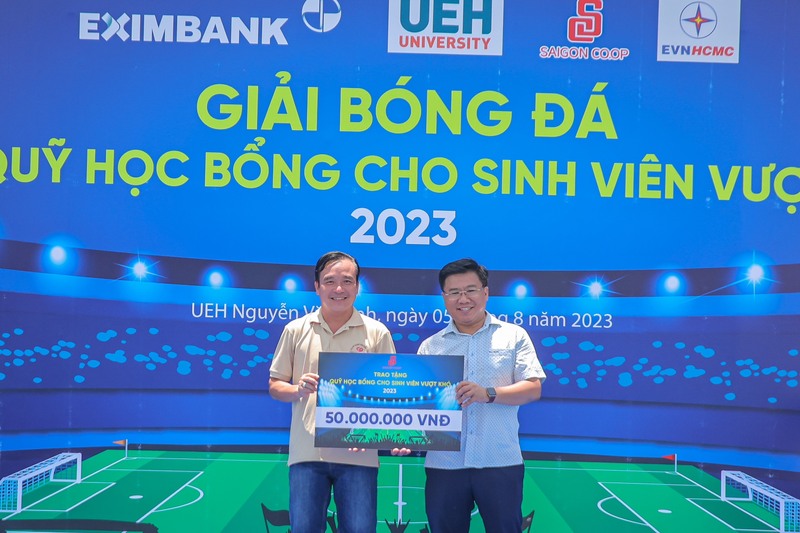 EXIMBANK
UEH
UNIVERSITY
SAIGON CO.OP
EVNHCMC
GIẢI BÓNG ĐÁ
QUỸ HỌC BỔNG CHO SINH VIÊN
2023
UEH Nguyễn ngày 8 năm 2023
TRAO TẶNG
QUỸ HỌC BỔNG CHO SINH VIÊN VƯỢT KHÓ
2023
50.000.000 VNĐ